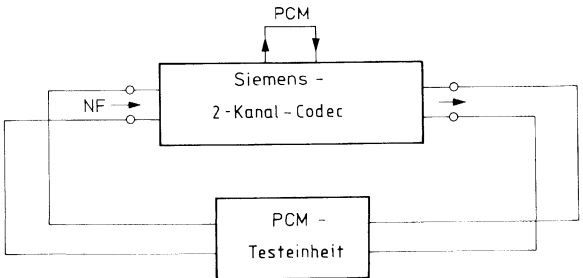 PCM
Siemens -
NF
2-Kanal-Codec
PCM -
Testeinheit